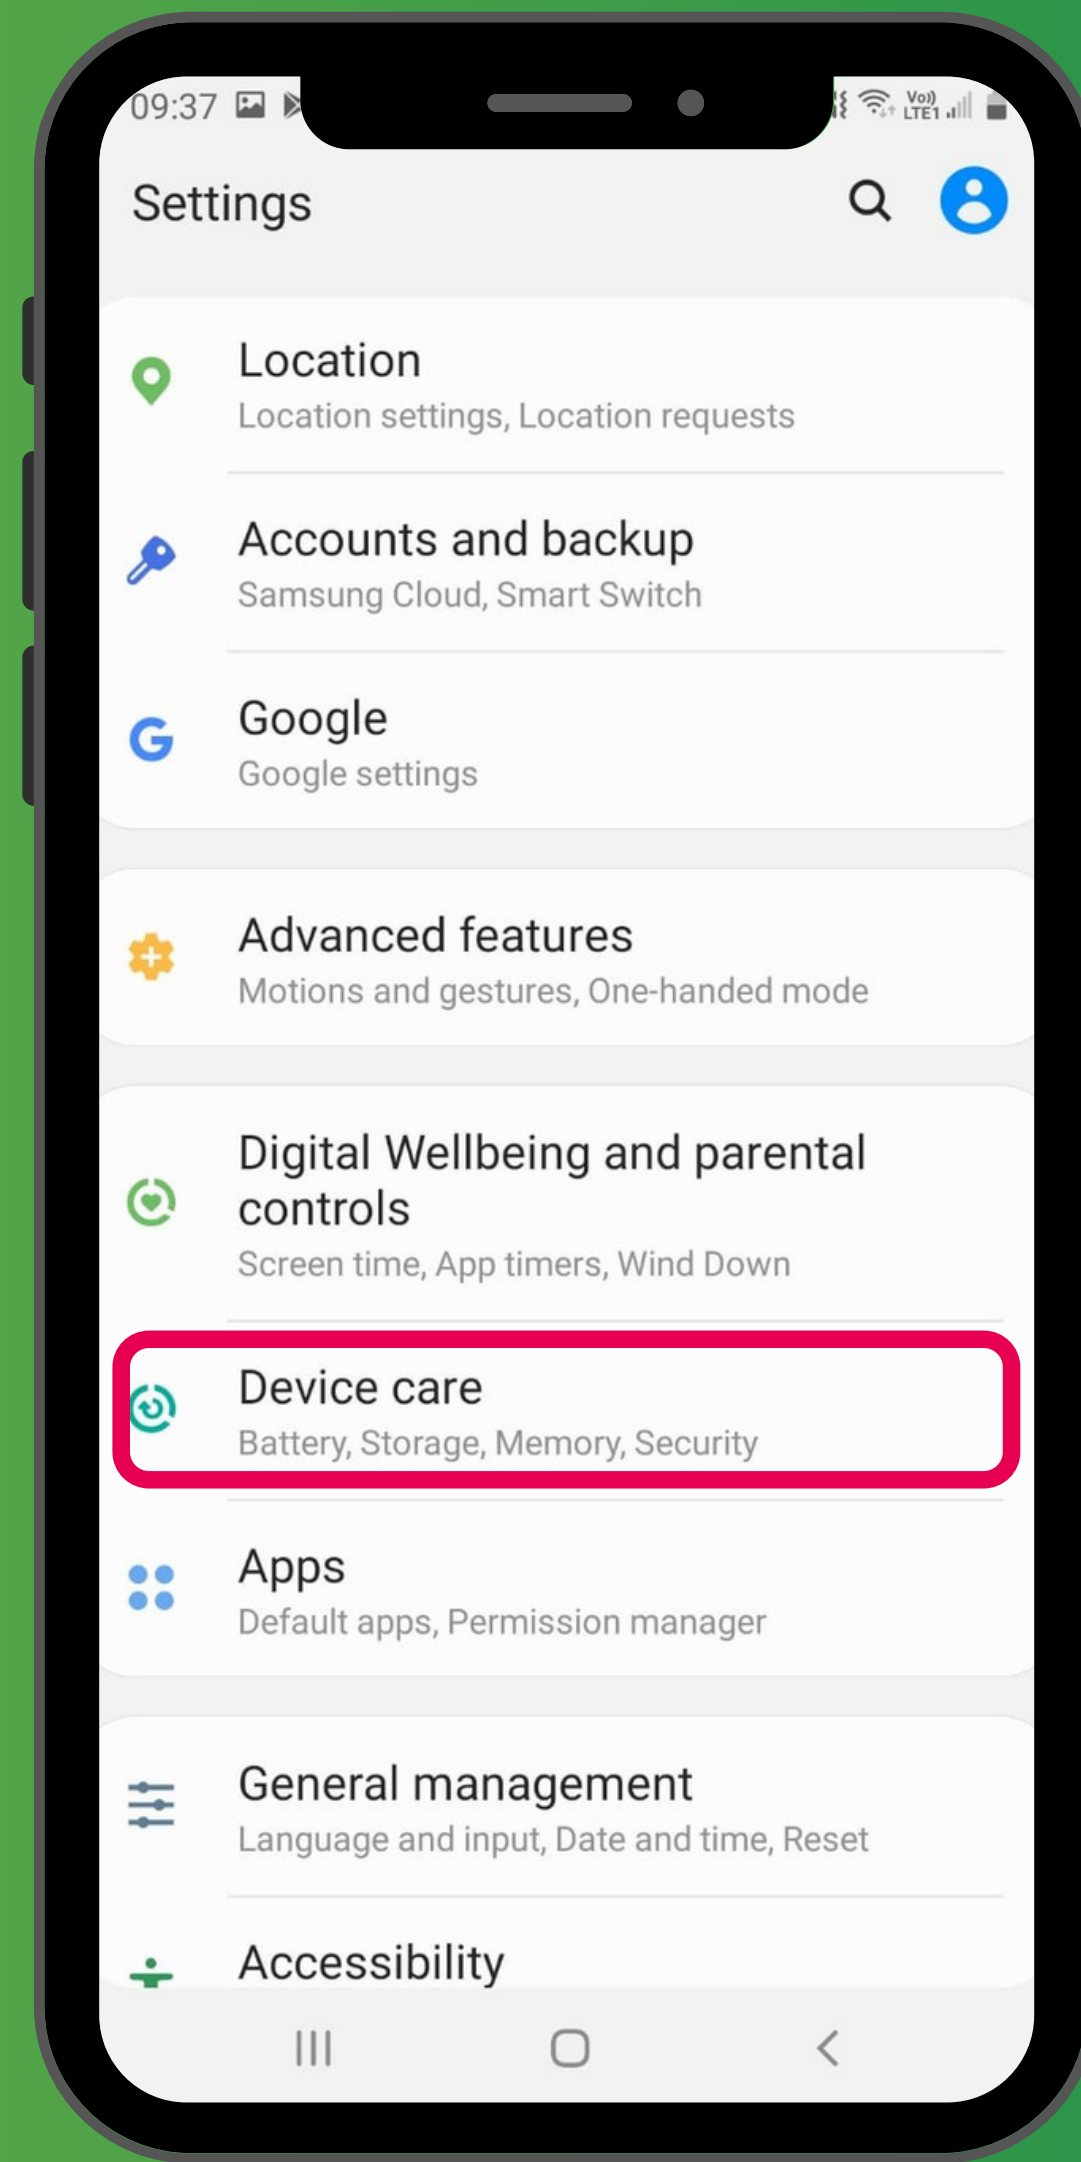 09:37
Vo))
LTE1
Settings
Location
Location settings, Location requests
Accounts and backup
Samsung Cloud, Smart Switch
Google
Google settings
Advanced features
Motions and gestures, One-handed mode
Digital Wellbeing and parental
controls
Screen time, App timers, Wind Down
Device care
Battery, Storage, Memory, Security
Apps
Default apps, Permission manager
General management
Language and input, Date and time, Reset
Accessibility